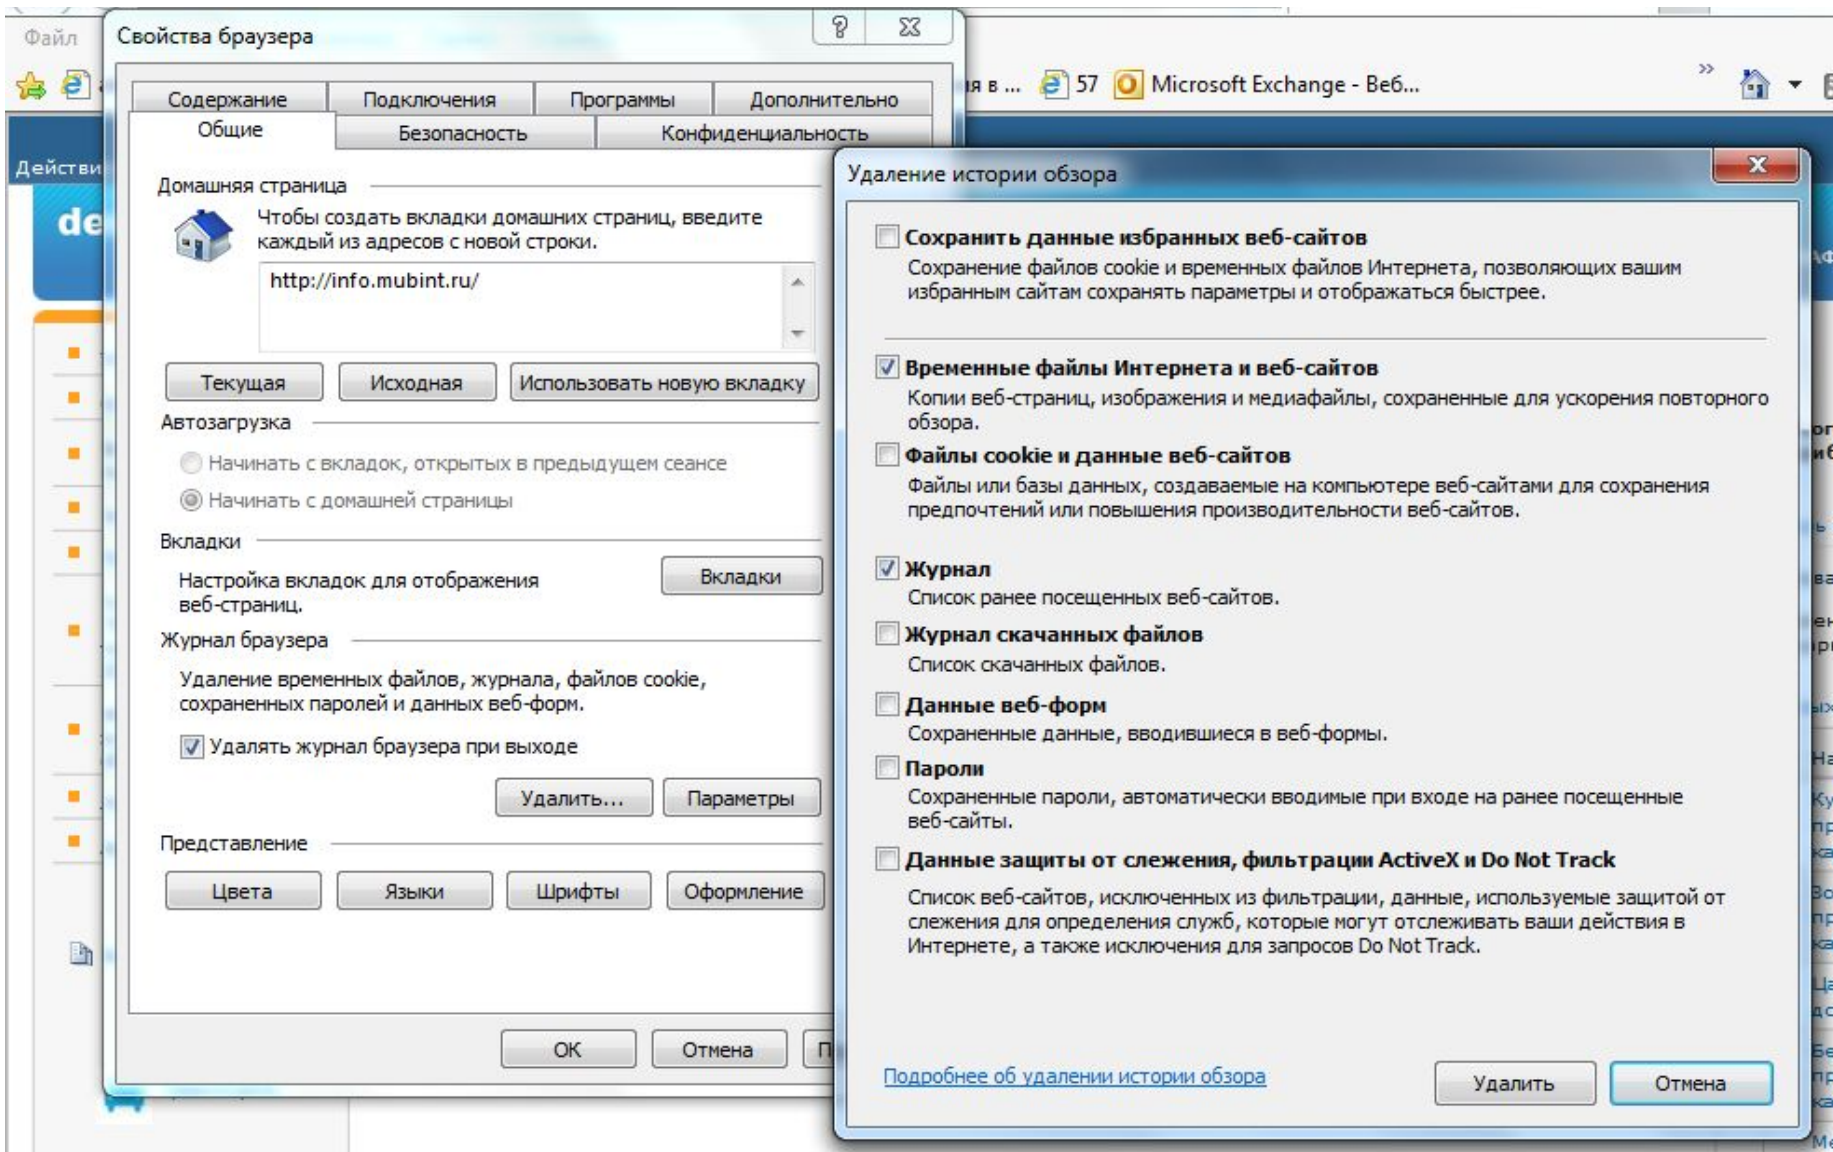 Файл
Свойства браузера
я в ...
57
Microsoft Exchange - Веб...
Содержание
Подключения
Программы
Дополнительно
Общие
Безопасность
Конфиденциальность
Действи
de
Домашняя страница
Чтобы создать вкладки домашних страниц, введите
каждый из адресов с новой строки.
http://info.mubint.ru/
Текущая
Исходная
Использовать новую вкладку
Автозагрузка
Начинать с вкладок, открытых в предыдущем сеансе
Начинать с домашней страницы
Вкладки
Настройка вкладок для отображения
веб-страниц.
Вкладки
Журнал браузера
Удаление временных файлов, журнала, файлов cookie,
сохраненных паролей и данных веб-форм.
Удалять журнал браузера при выходе
Удалить...
Параметры
Представление
Цвета
Языки
Шрифты
Оформление
ОК
Отмена
П
Удаление истории обзора
Сохранить данные избранных веб-сайтов
Сохранение файлов cookie и временных файлов Интернета, позволяющих вашим
избранным сайтам сохранять параметры и отображаться быстрее.
Временные файлы Интернета и веб-сайтов
Копии веб-страниц, изображения и медиафайлы, сохраненные для ускорения повторного
обзора.
Файлы cookie и данные веб-сайтов
Файлы или базы данных, создаваемые на компьютере веб-сайтами для сохранения
предпочтений или повышения производительности веб-сайтов.
Журнал
Список ранее посещенных веб-сайтов.
Журнал скачанных файлов
Список скачанных файлов.
Данные веб-форм
Сохраненные данные, вводившиеся в веб-формы.
Пароли
Сохраненные пароли, автоматически вводимые при входе на ранее посещенные
веб-сайты.
Данные защиты от слежения, фильтрации ActiveX и Do Not Track
Список веб-сайтов, исключенных из фильтрации, данные, используемые защитой от
слежения для определения служб, которые могут отслеживать ваши действия в
Интернете, а также исключения для запросов Do Not Track.
Подробнее об удалении истории обзора
Удалить
Отмена